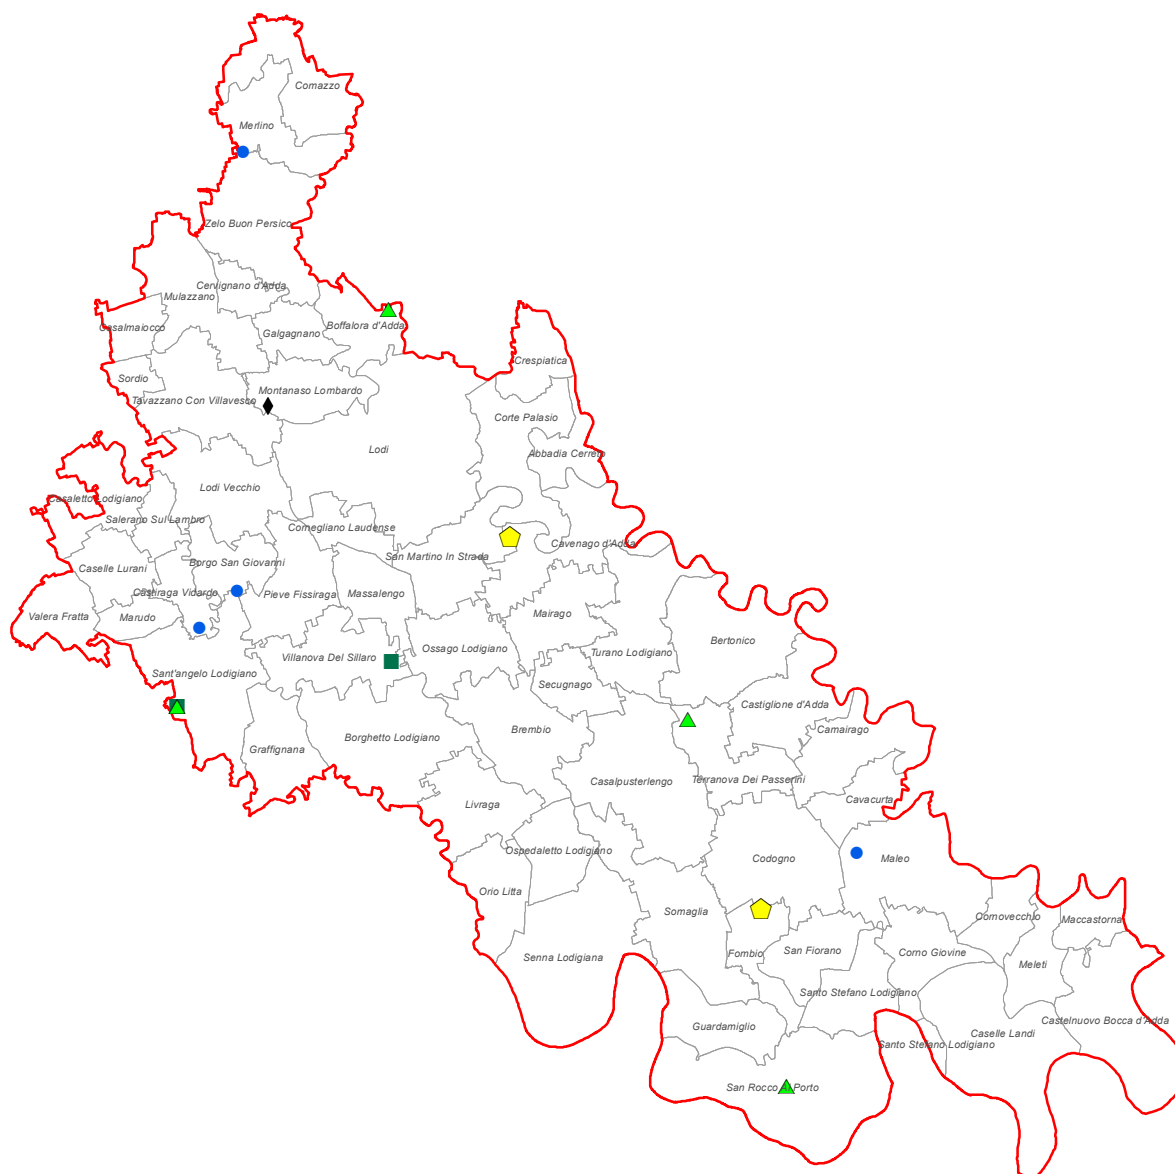 Comazzo
Merlino
Zelo Buon Persico
Cervignano d'Adda
Mulazzano
Casalmaiocco
Galgagnano
Boffalora d'Adda
Crespiatica
Sordio
Montanaso Lombardo
Tavazzano Con Villavesco
Corte Palasio
Lodi
Abbadia Cerreto
Lodi Vecchio
Casaletto Lodigiano
Salerano Sul Lambro
Cornegliano Laudense
Cavenago d'Adda
San Martino In Strada
Borgo San Giovanni
Caselle Lurani
Castiraga Vidardo
Pieve Fissiraga
Massalengo
Mairago
Valera Fratta
Marudo
Bertonico
Ossago Lodigiano
Turano Lodigiano
Villanova Del Sillaro
Sant'angelo Lodigiano
Secugnago
Castiglione d'Adda
Brembio
Camairago
Borghetto Lodigiano
Graffignana
Casalpusterlengo
Terranova Dei Passerini
Cavacurta
Livraga
Ospedaletto Lodigiano
Codogno
Maleo
Orio Litta
Somaglia
Cornovecchio
Maccastorna
San Fiorano
Fombio
Corno Giovine
Senna Lodigiana
Meleti
Santo Stefano Lodigiano
Castelnuovo Bocca d'Adda
Guardamiglio
Caselle Landi
Santo Stefano Lodigiano
San Rocco Al Porto